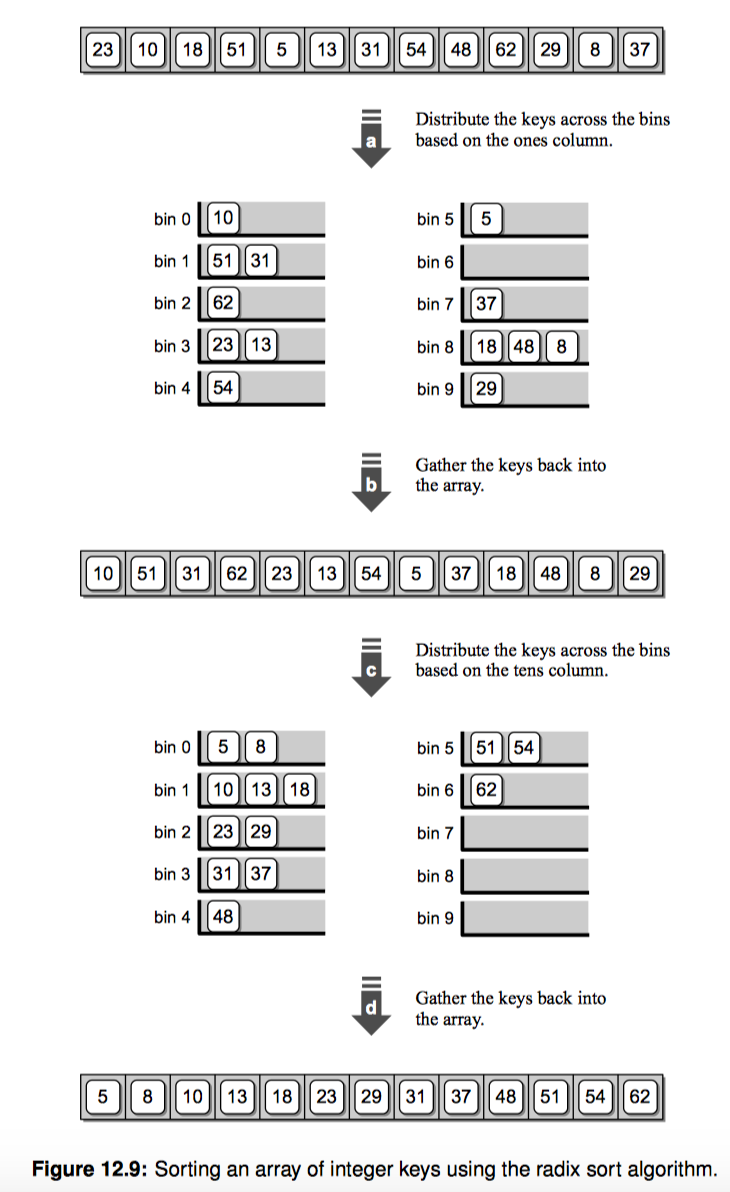 23 10 18 51 5 13 31 54 48 62 29 8 37
a
Distribute the keys across the bins
based on the ones column.
bin 0 10
bin 1 51 31
bin 2 62
bin 3 23 13
bin 4 54
bin 5 5
bin 6
bin 7 37
bin 8 18 48 8
bin 9 29
b
Gather the keys back into
the array.
10 51 31 62 23 13 54 5 37 18 48 8 29
c
Distribute the keys across the bins
based on the tens column.
bin 0 5 8
bin 1 10 13 18
bin 2 23 29
bin 3 31 37
bin 4 48
bin 5 51 54
bin 6 62
bin 7
bin 8
bin 9
d
Gather the keys back into
the array.
5 8 10 13 18 23 29 31 37 48 51 54 62
Figure 12.9: Sorting an array of integer keys using the radix sort algorithm.